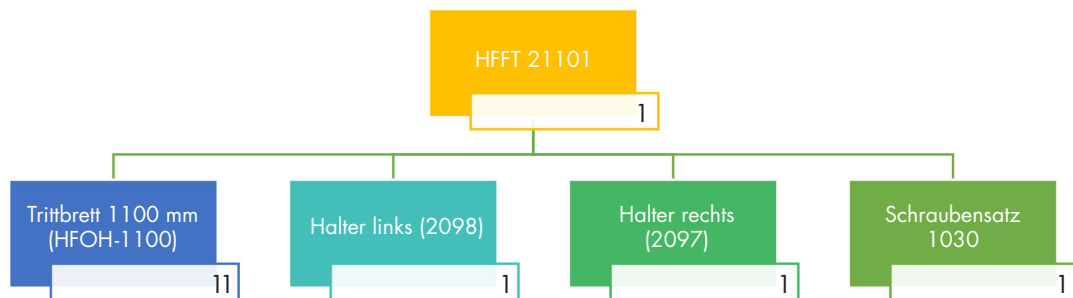 HFFT 21101
1
Trittbrett 1100 mm
(HFOH-1100)
11
Halter links (2098)
1
Halter rechts
(2097)
1
Schraubensatz
1030
1